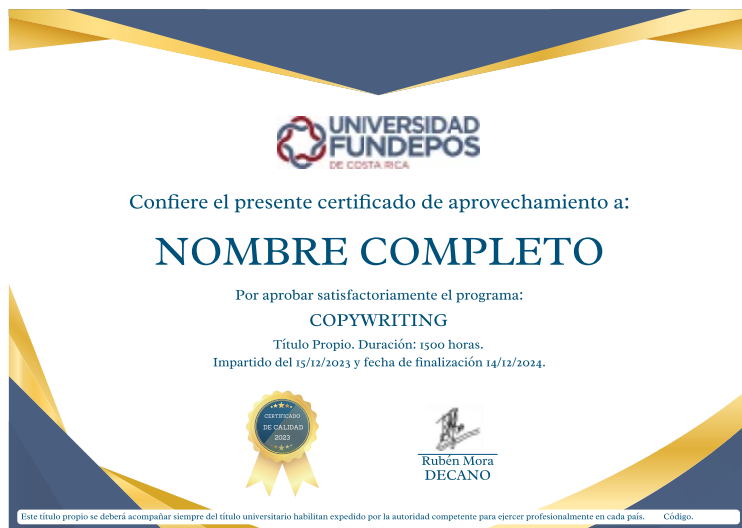 UNIVERSIDAD
FUNDEPOS
DE COSTA RICA
Confiere el presente certificado de aprovechamiento a:
NOMBRE COMPLETO
Por aprobar satisfactoriamente el programa:
COPYWRITING
Título Propio. Duración: 1500 horas.
Impartido del 15/12/2023 y fecha de finalización 14/12/2024.
CERTIFICADO
DE CALIDAD
2023
Rubén Mora
DECANO
Este título propio se deberá acompañar siempre del título universitario habilitan expedido por la autoridad competente para ejercer profesionalmente en cada país. Código.